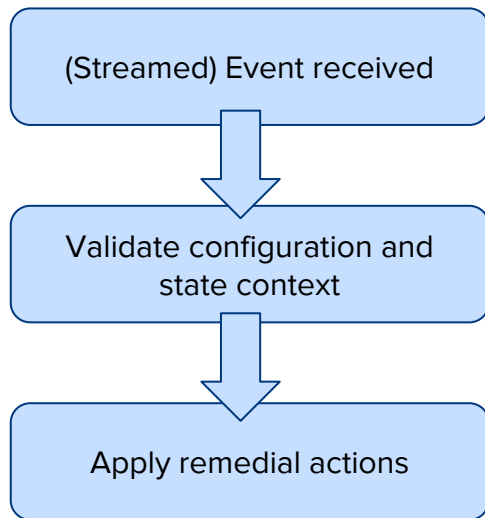 (Streamed) Event received
Validate configuration and
state context
Apply remedial actions